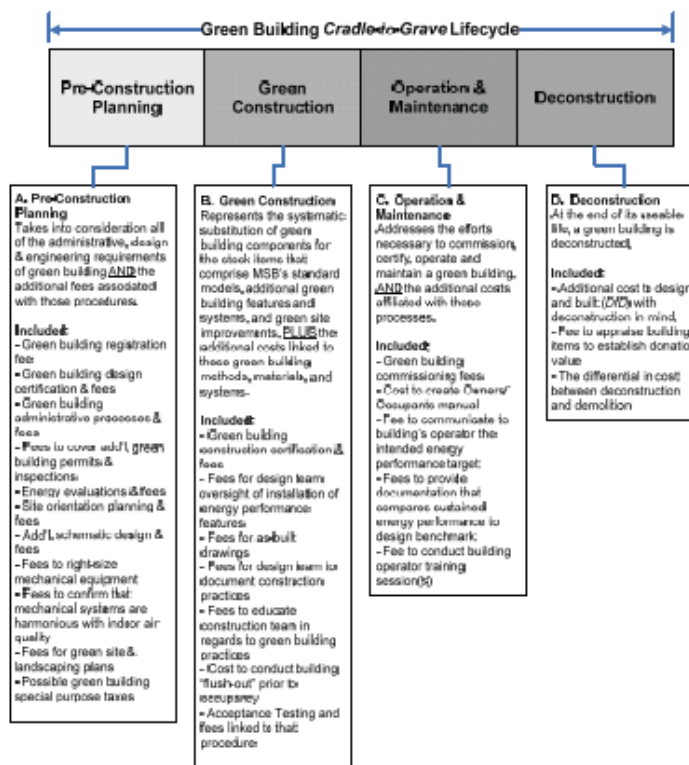 Green Building Cradle-to-Grave Lifecycle
Pre-Construction
Planning
Green
Construction
Operation &
Maintenance
Deconstruction
A. Pre-Construction
Planning
Takes into consideration all
of the administrative, design
& engineering requirements
of green building AND the
additional fees associated
with those procedures.
Included:
- Green building registration
fee
- Green building design
certification & fees
- Green building
administrative processes &
fees
- Fees to cover add'l, green
building permits &
inspections
- Energy evaluations & fees
- Site orientation planning &
fees
- Add'l, schematic design &
fees
- Fees to right-size
mechanical equipment
- Fees to confirm that
mechanical systems are
harmonious with indoor air
quality
- Fees for green site &
landscaping plans
- Possible green building
special purpose taxes
B. Green Construction
Represents the systematic
substitution of green
building components for
the stock items that
comprise MSB's standard
models, additional green
building features and
systems, and green site
improvements, PLUS the
additional costs linked to
these green building
methods, materials, and
systems.
Included:
- Green building
construction certification &
fees
- Fees for design team
oversight of installation of
energy performance
features
- Fees for as-built
drawings
- Fees for design team to
document construction
practices
- Fees to educate
construction team in
regards to green building
practices
- Cost to conduct building
"flush-out" prior to
occupancy
- Acceptance Testing and
fees linked to that
procedure
C. Operation &
Maintenance
Addresses the efforts
necessary to commission,
certify, operate and
maintain a green building,
AND the additional costs
affiliated with those
processes.
Included:
- Green building
commissioning fees
- Cost to create Owners/
Occupants manual
- Fee to communicate to
building's operator the
intended energy
performance target
- Fees to provide
documentation that
compares sustained
energy performance to
design benchmark
- Fee to conduct building
operator training
session(s)
D. Deconstruction
At the end of its useable
life, a green building is
deconstructed.
Included:
- Additional cost to design
and built (D/D) with
deconstruction in mind,
- Fee to appraise building
items to establish donation
value
- The differential in cost
between deconstruction
and demolition